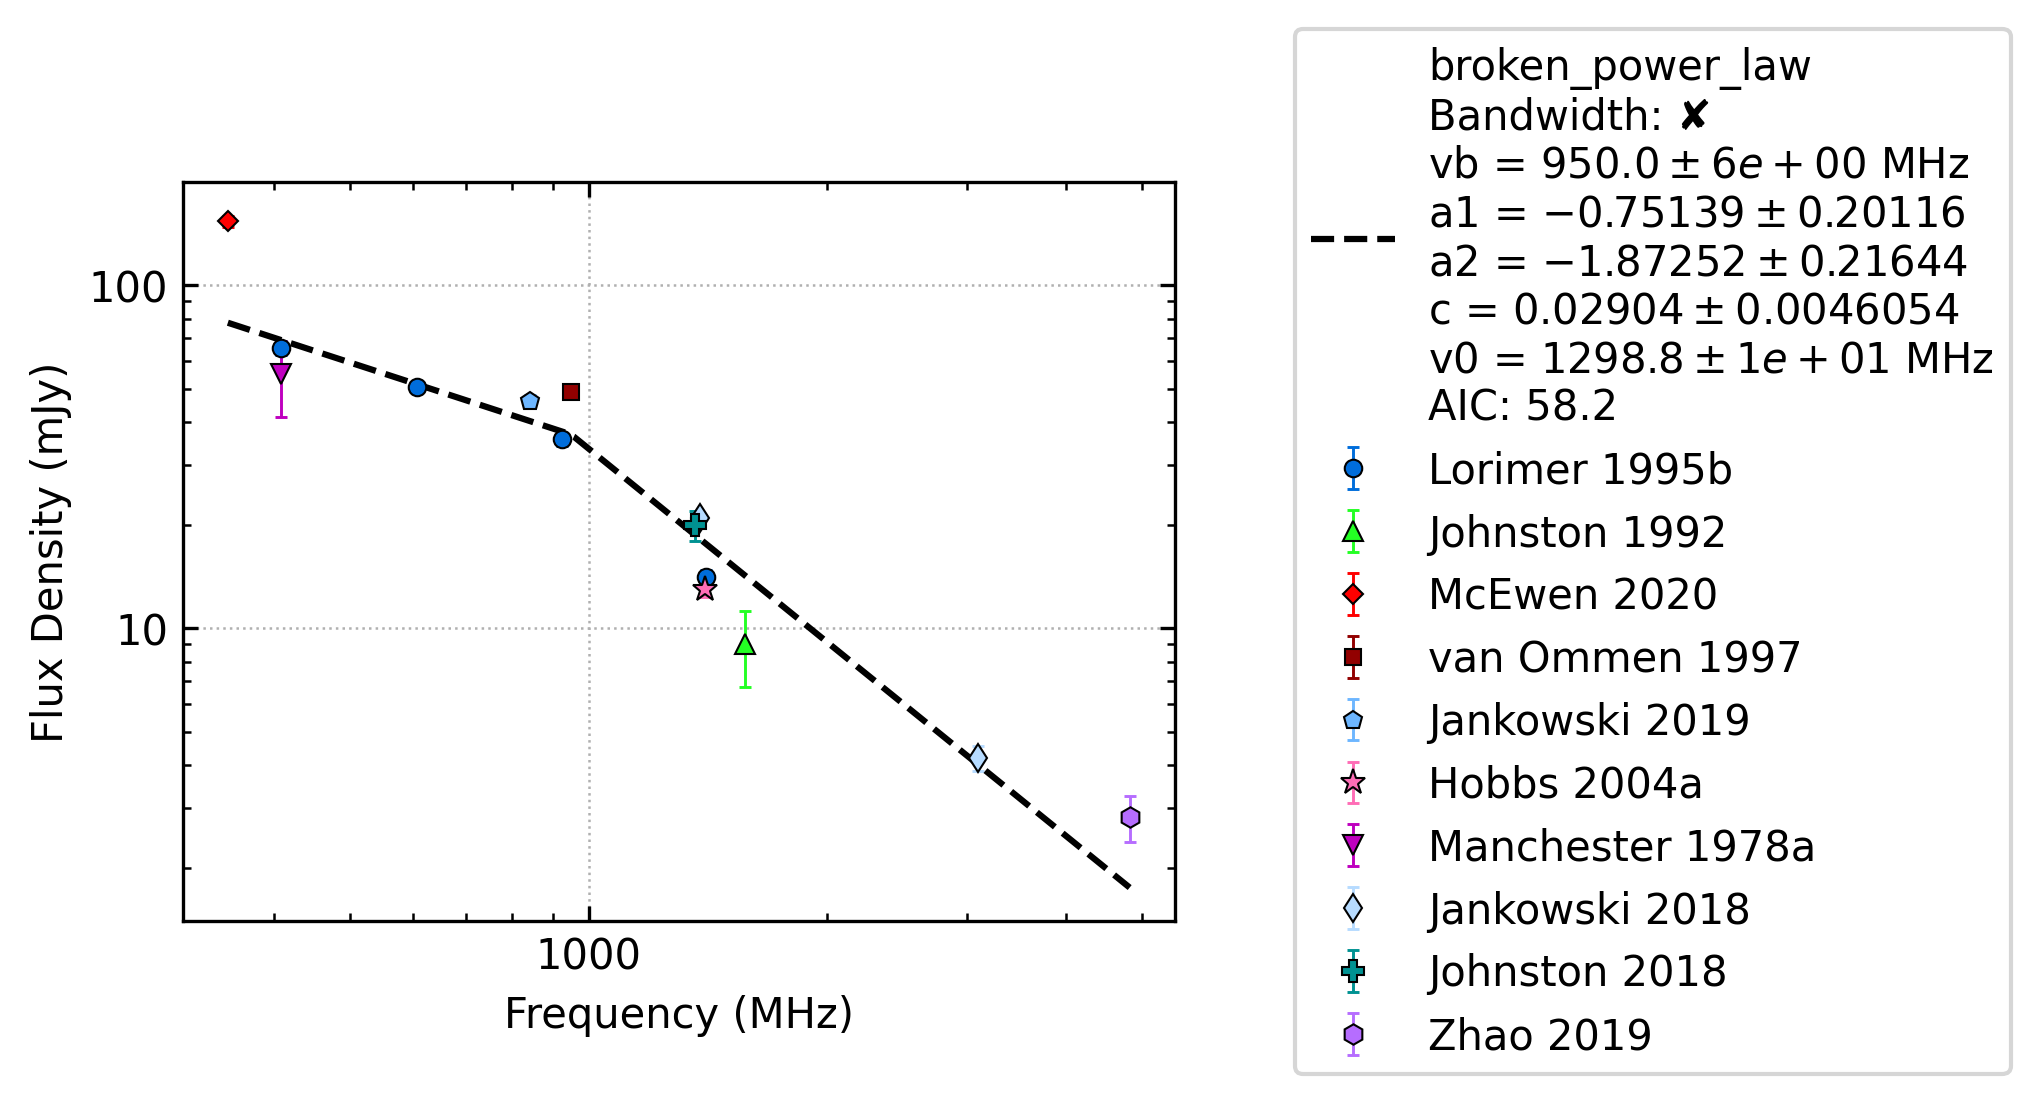 100
10
1000
Flux Density (mJy)
Frequency (MHz)
broken_power_law
Bandwidth: ✘
vb = 950.0 ± 6e + 00 MHz
a1 = −0.75139 ± 0.20116
a2 = −1.87252 ± 0.21644
c = 0.02904 ± 0.0046054
v0 = 1298.8 ± 1e + 01 MHz
AIC: 58.2
Lorimer 1995b
Johnston 1992
McEwen 2020
van Ommen 1997
Jankowski 2019
Hobbs 2004a
Manchester 1978a
Jankowski 2018
Johnston 2018
Zhao 2019